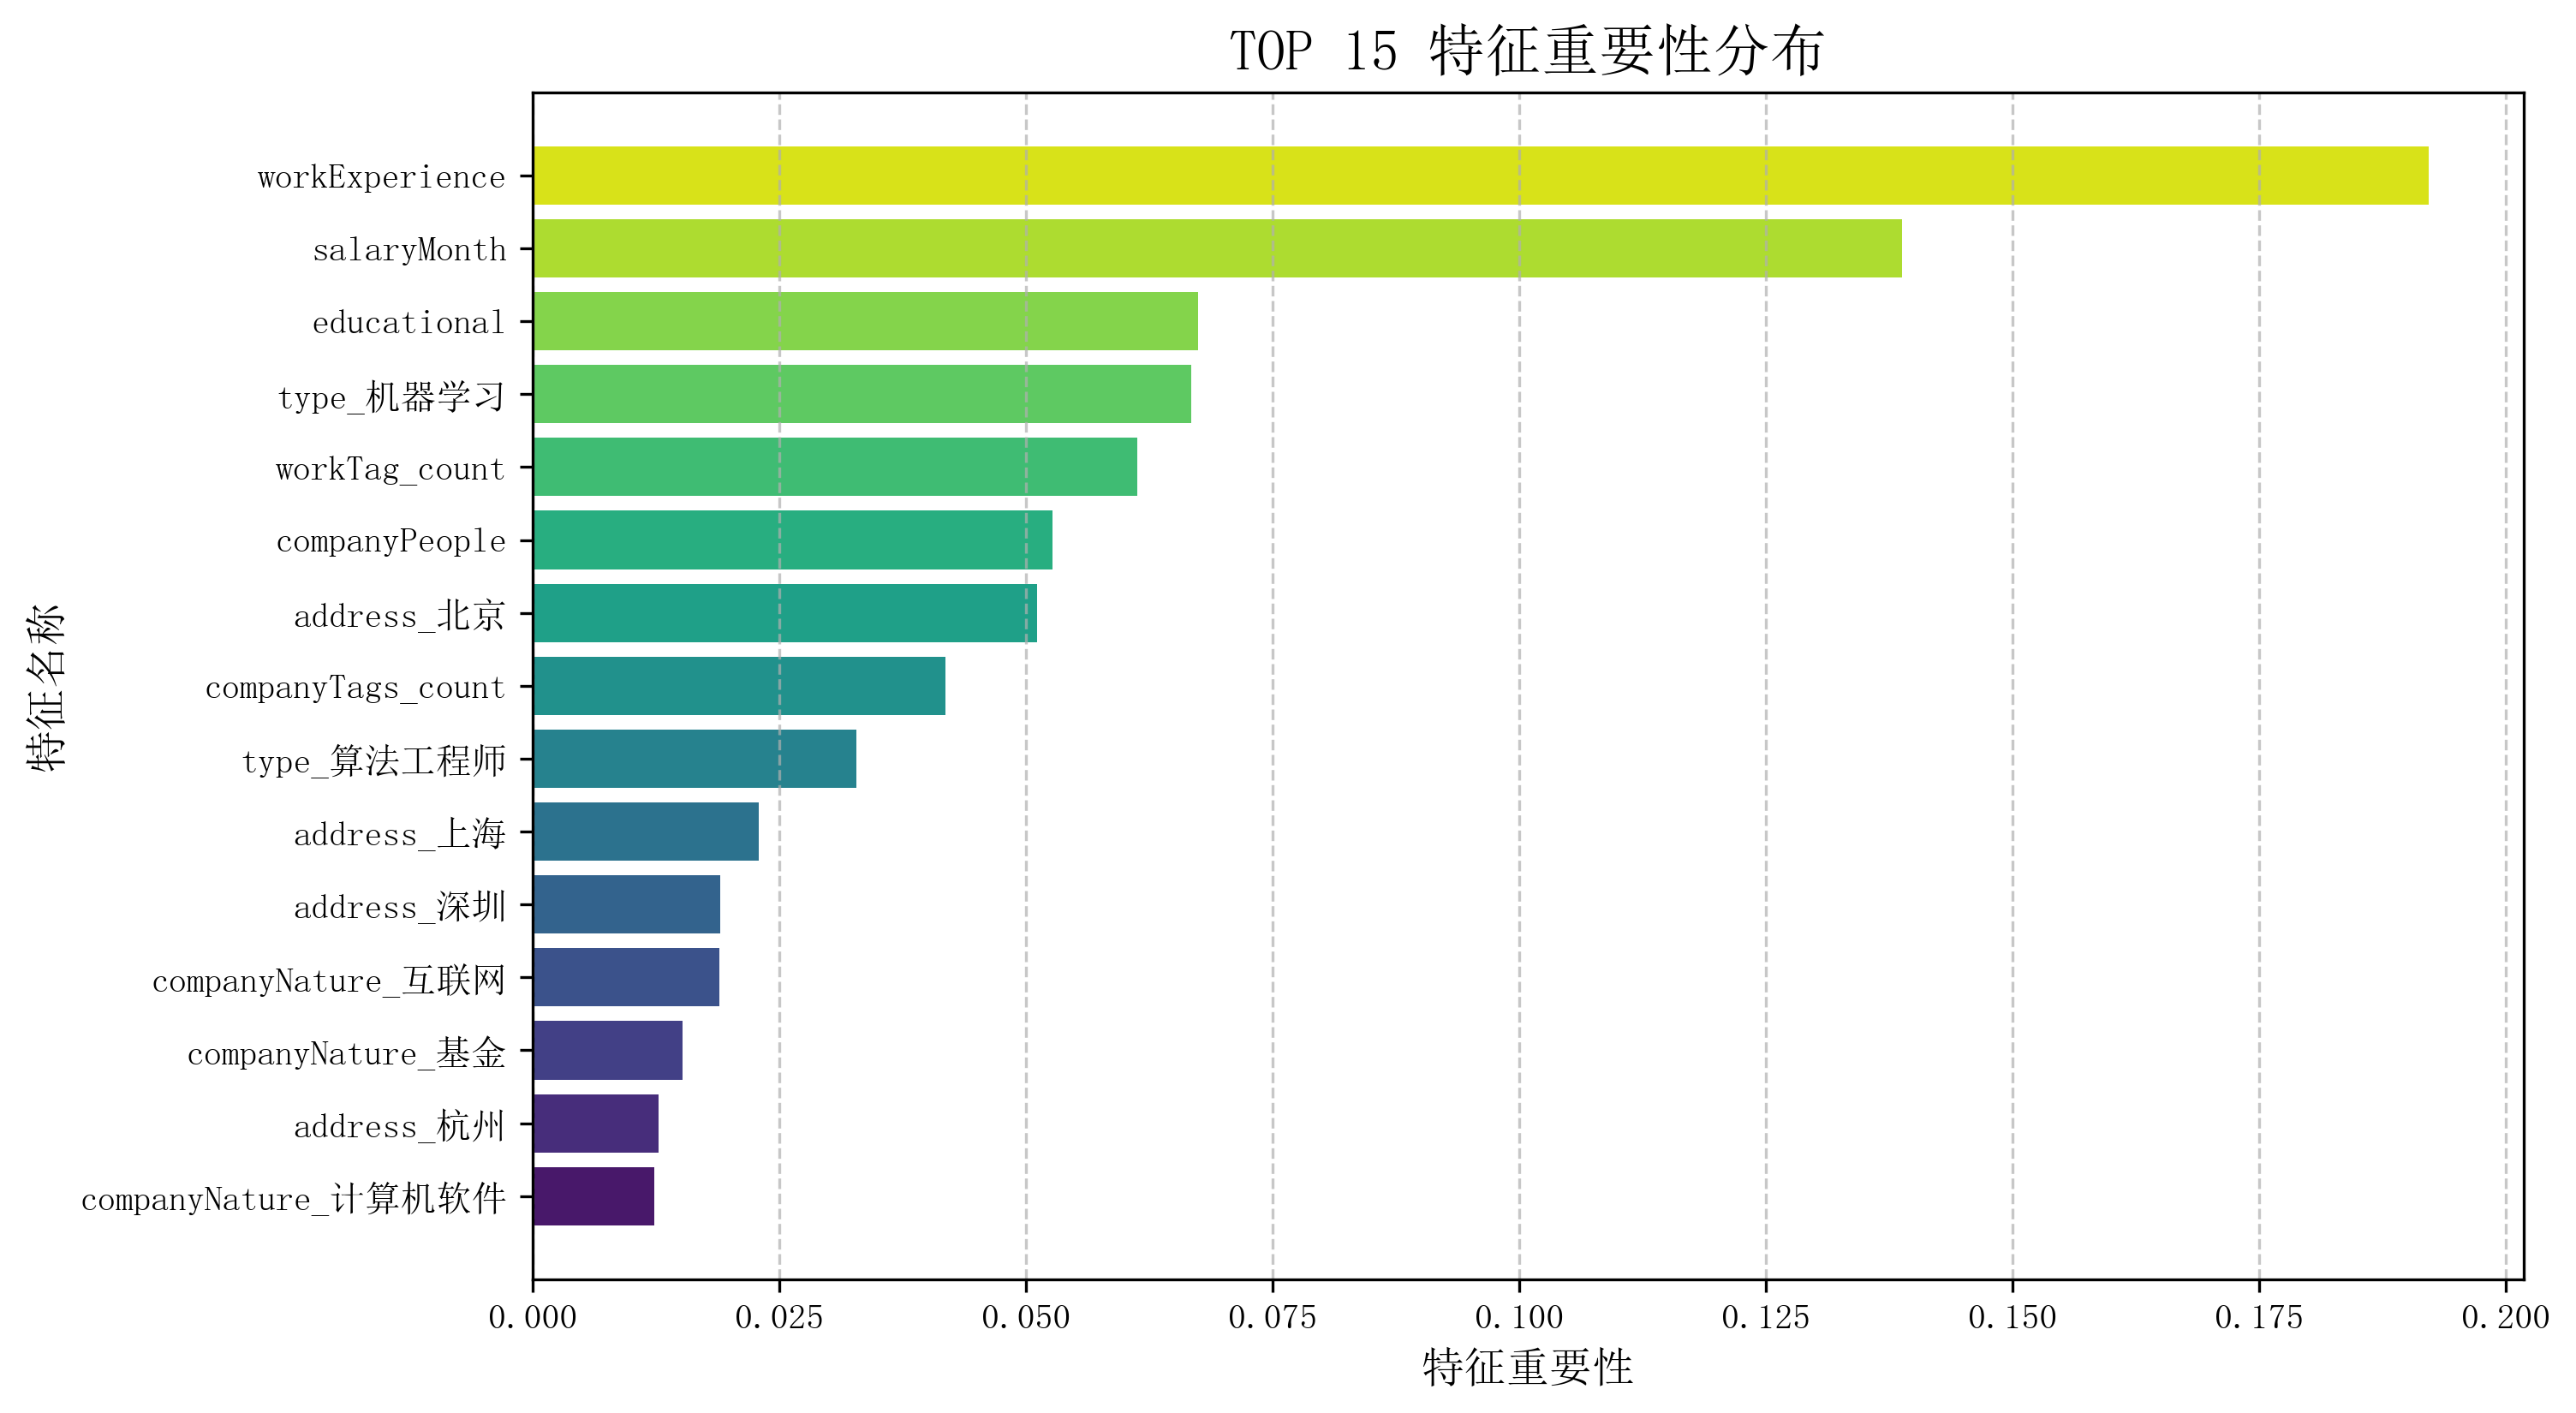 TOP 15 特征重要性分布
特征名称
workExperience
salaryMonth
educational
type_机器学习
workTag_count
companyPeople
address_北京
companyTags_count
type_算法工程师
address_上海
address_深圳
companyNature_互联网
companyNature_基金
address_杭州
companyNature_计算机软件
0.000 0.025 0.050 0.075 0.100 0.125 0.150 0.175 0.200
特征重要性